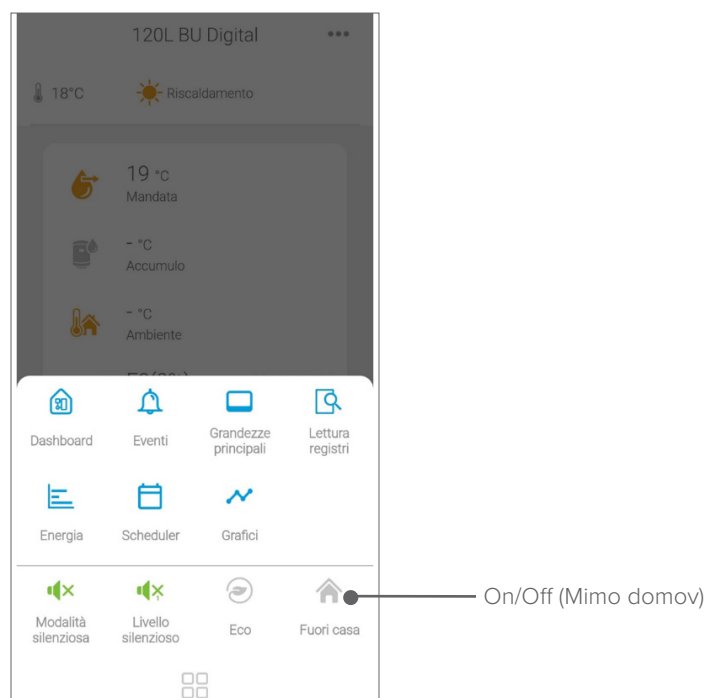 120L BU Digital
18°C Riscaldamento
19 °C
Mandata
- °C
Accumulo
- °C
Ambiente
Dashboard Eventi Grandezze principali Lettura registri
Energia Scheduler Grafici
Modalità silenziosa Livello silenzioso Eco Fuori casa
On/Off (Mimo domov)